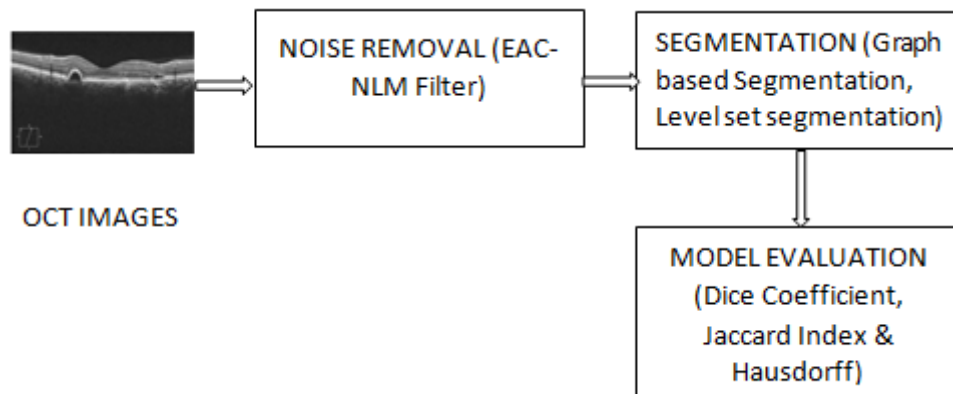 OCT IMAGES
NOISE REMOVAL (EAC-
NLM Filter)
SEGMENTATION (Graph
based Segmentation,
Level set segmentation)
MODEL EVALUATION
(Dice Coefficient,
Jaccard Index &
Hausdorff)